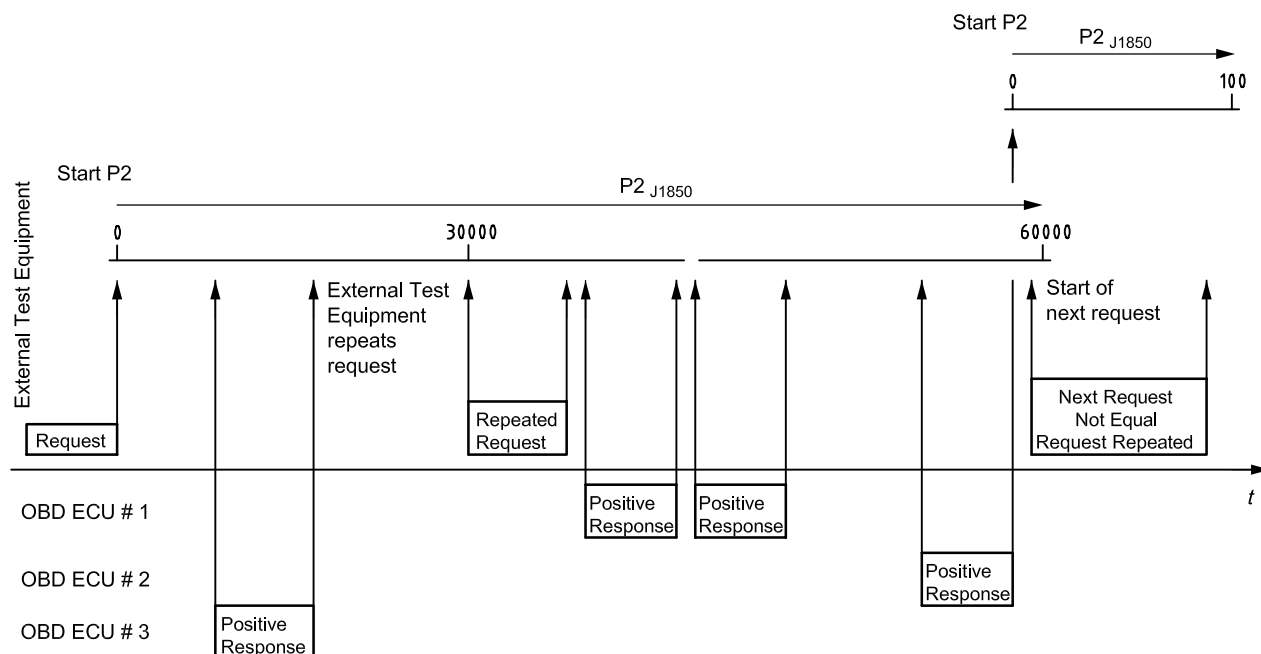 Start P2
P2 J1850
0
100
Start P2
P2 J1850
0
30000
60000
External Test Equipment
External Test
Equipment
repeats
request
Start of
next request
Request
Repeated
Request
Next Request
Not Equal
Request Repeated
t
OBD ECU # 1
Positive
Response
Positive
Response
OBD ECU # 2
Positive
Response
OBD ECU # 3
Positive
Response